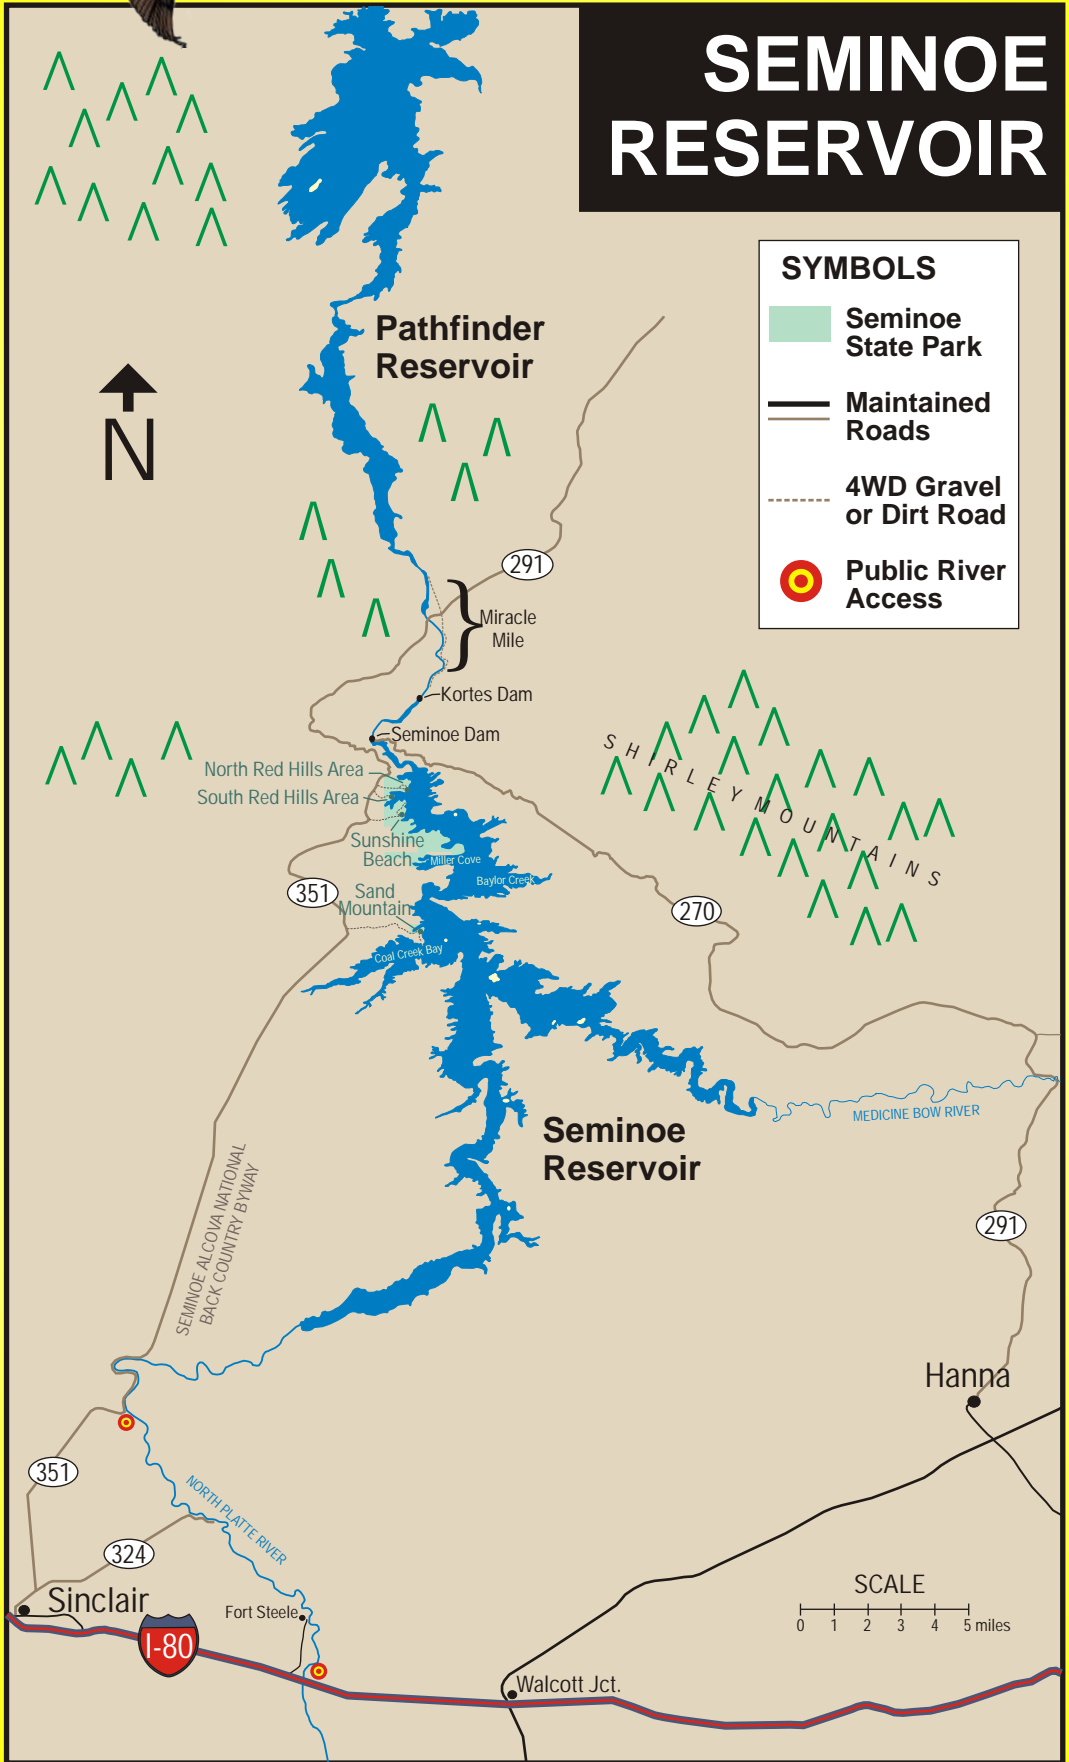 SEMINOE
RESERVOIR
SYMBOLS
Seminoe
State Park
Maintained
Roads
4WD Gravel
or Dirt Road
Public River
Access
Pathfinder
Reservoir
N
291
Miracle
Mile
Kortes Dam
Seminoe Dam
North Red Hills Area
South Red Hills Area
Sunshine
Beach
Miller Cove
Baylor Creek
351
Sand
Mountain
Coal Creek Bay
SHIRLEY MOUNTAINS
270
MEDICINE BOW RIVER
Seminoe
Reservoir
SEMINOE ALCOVA NATIONAL
BACK COUNTRY BYWAY
291
Hanna
351
NORTH PLATTE RIVER
324
Sinclair
Fort Steele
I-80
Walcott Jct.
SCALE
0 1 2 3 4 5 miles